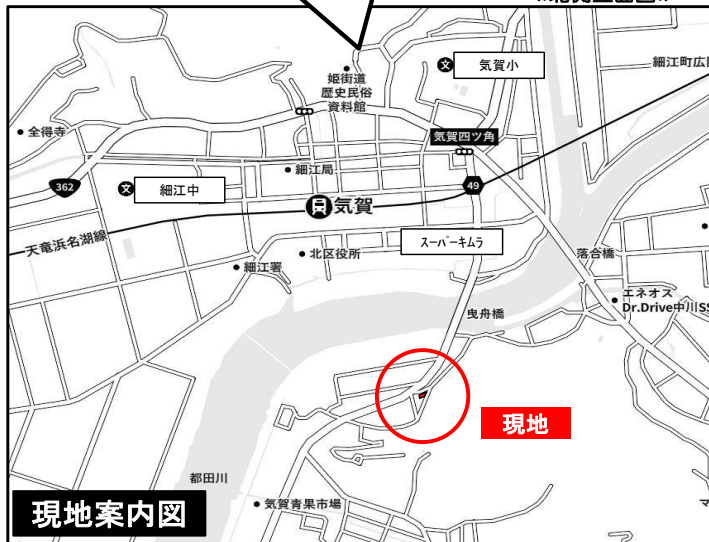 気賀小
細江町広
姫街道
歴史民俗
資料館
全得寺
気賀四ツ角
細江局
362
細江中
49
気賀
天竜浜名湖線
スーパーキムラ
北区役所
細江署
落合橋
エネオス
Dr.Drive中川SS
曳舟橋
現地
都田川
気賀青果市場
マ
現地案内図